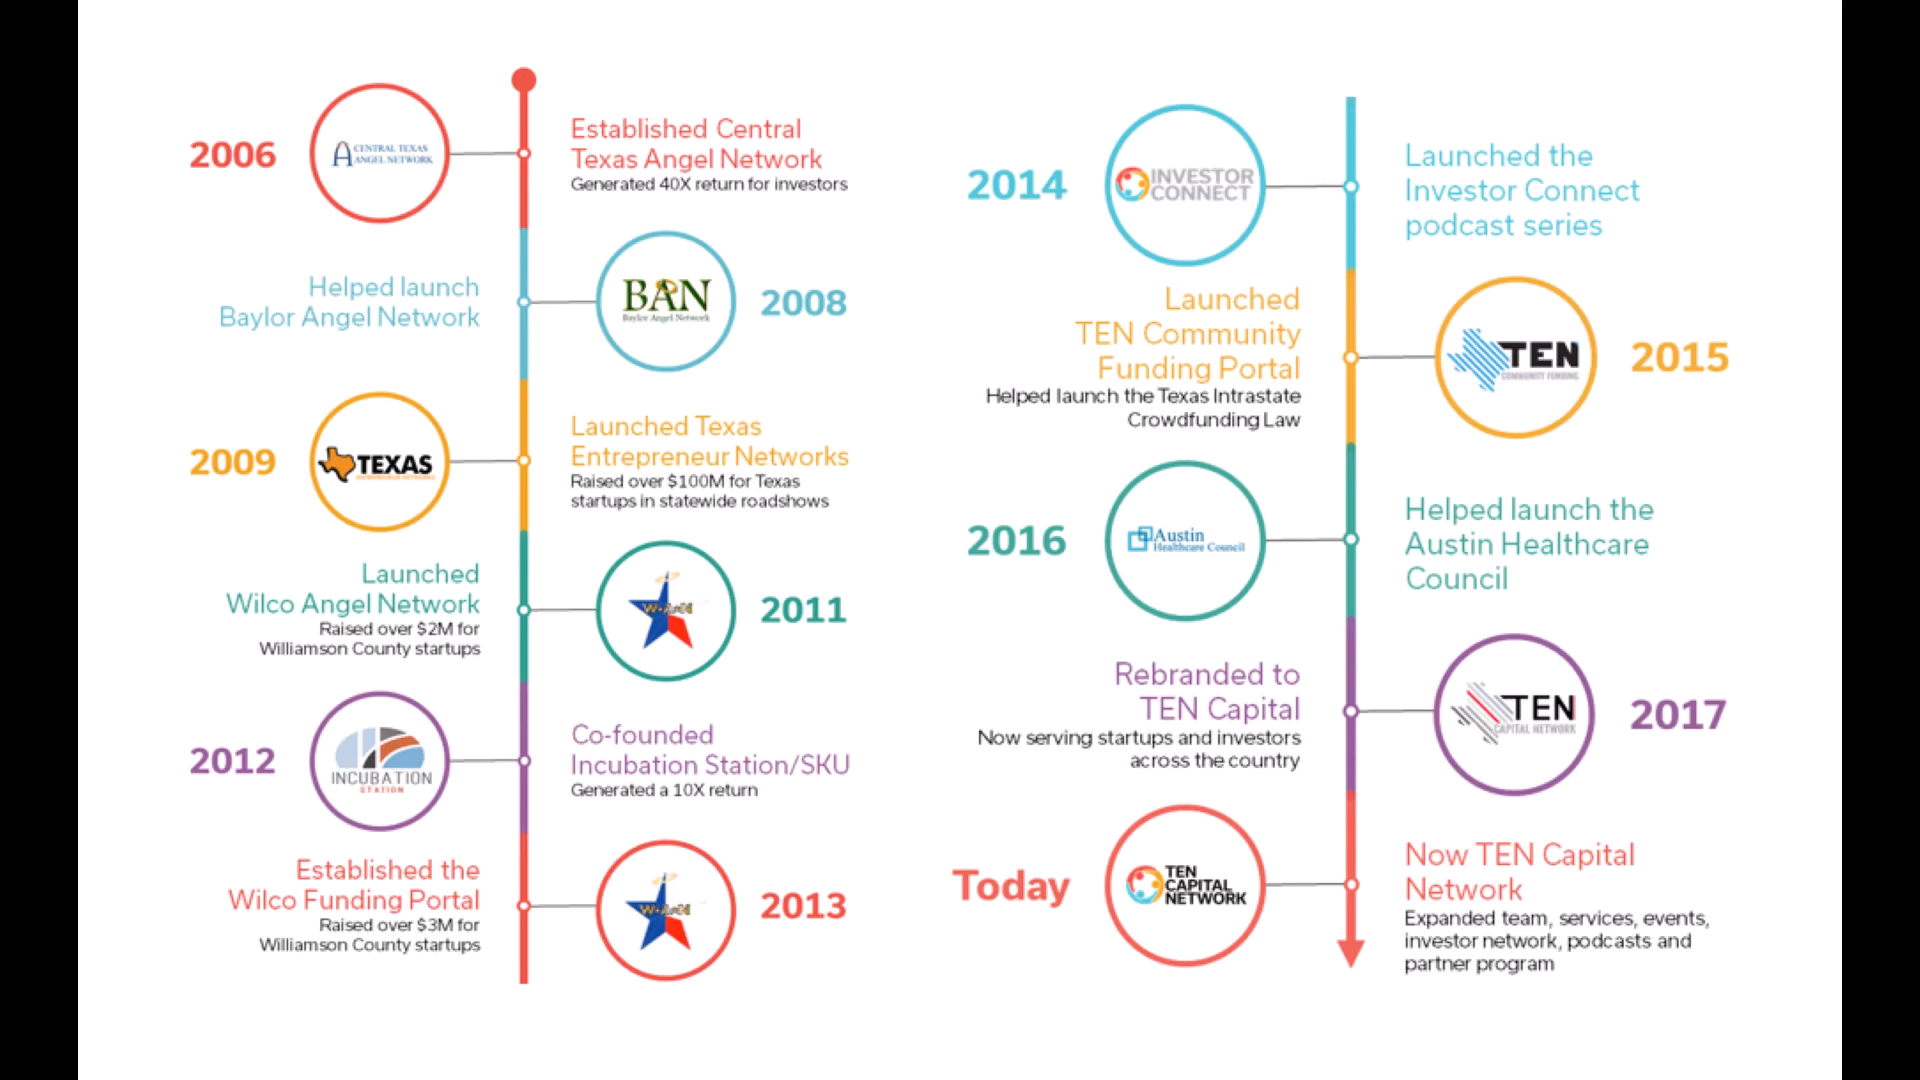 2006
CENTRAL TEXAS
ANGEL NETWORK
Established Central
Texas Angel Network
Generated 40X return for investors
Helped launch
Baylor Angel Network
BAN
Baylor Angel Network
2008
2009
TEXAS
ENTREPRENEUR NETWORKS
Launched Texas
Entrepreneur Networks
Raised over $100M for Texas
startups in statewide roadshows
Launched
Wilco Angel Network
Raised over $2M for
Williamson County startups
2011
2012
INCUBATION
STATION
Co-founded
Incubation Station/SKU
Generated a 10X return
Established the
Wilco Funding Portal
Raised over $3M for
Williamson County startups
2013
2014
INVESTOR
CONNECT
Launched the
Investor Connect
podcast series
Launched
TEN Community
Funding Portal
Helped launch the Texas Intrastate
Crowdfunding Law
TEN
COMMUNITY FUNDING
2015
2016
Austin
Healthcare Council
Helped launch the
Austin Healthcare
Council
Rebranded to
TEN Capital
Now serving startups and investors
across the country
TEN
CAPITAL NETWORK
2017
Today
TEN
CAPITAL
NETWORK
Now TEN Capital
Network
Expanded team, services, events,
investor network, podcasts and
partner program